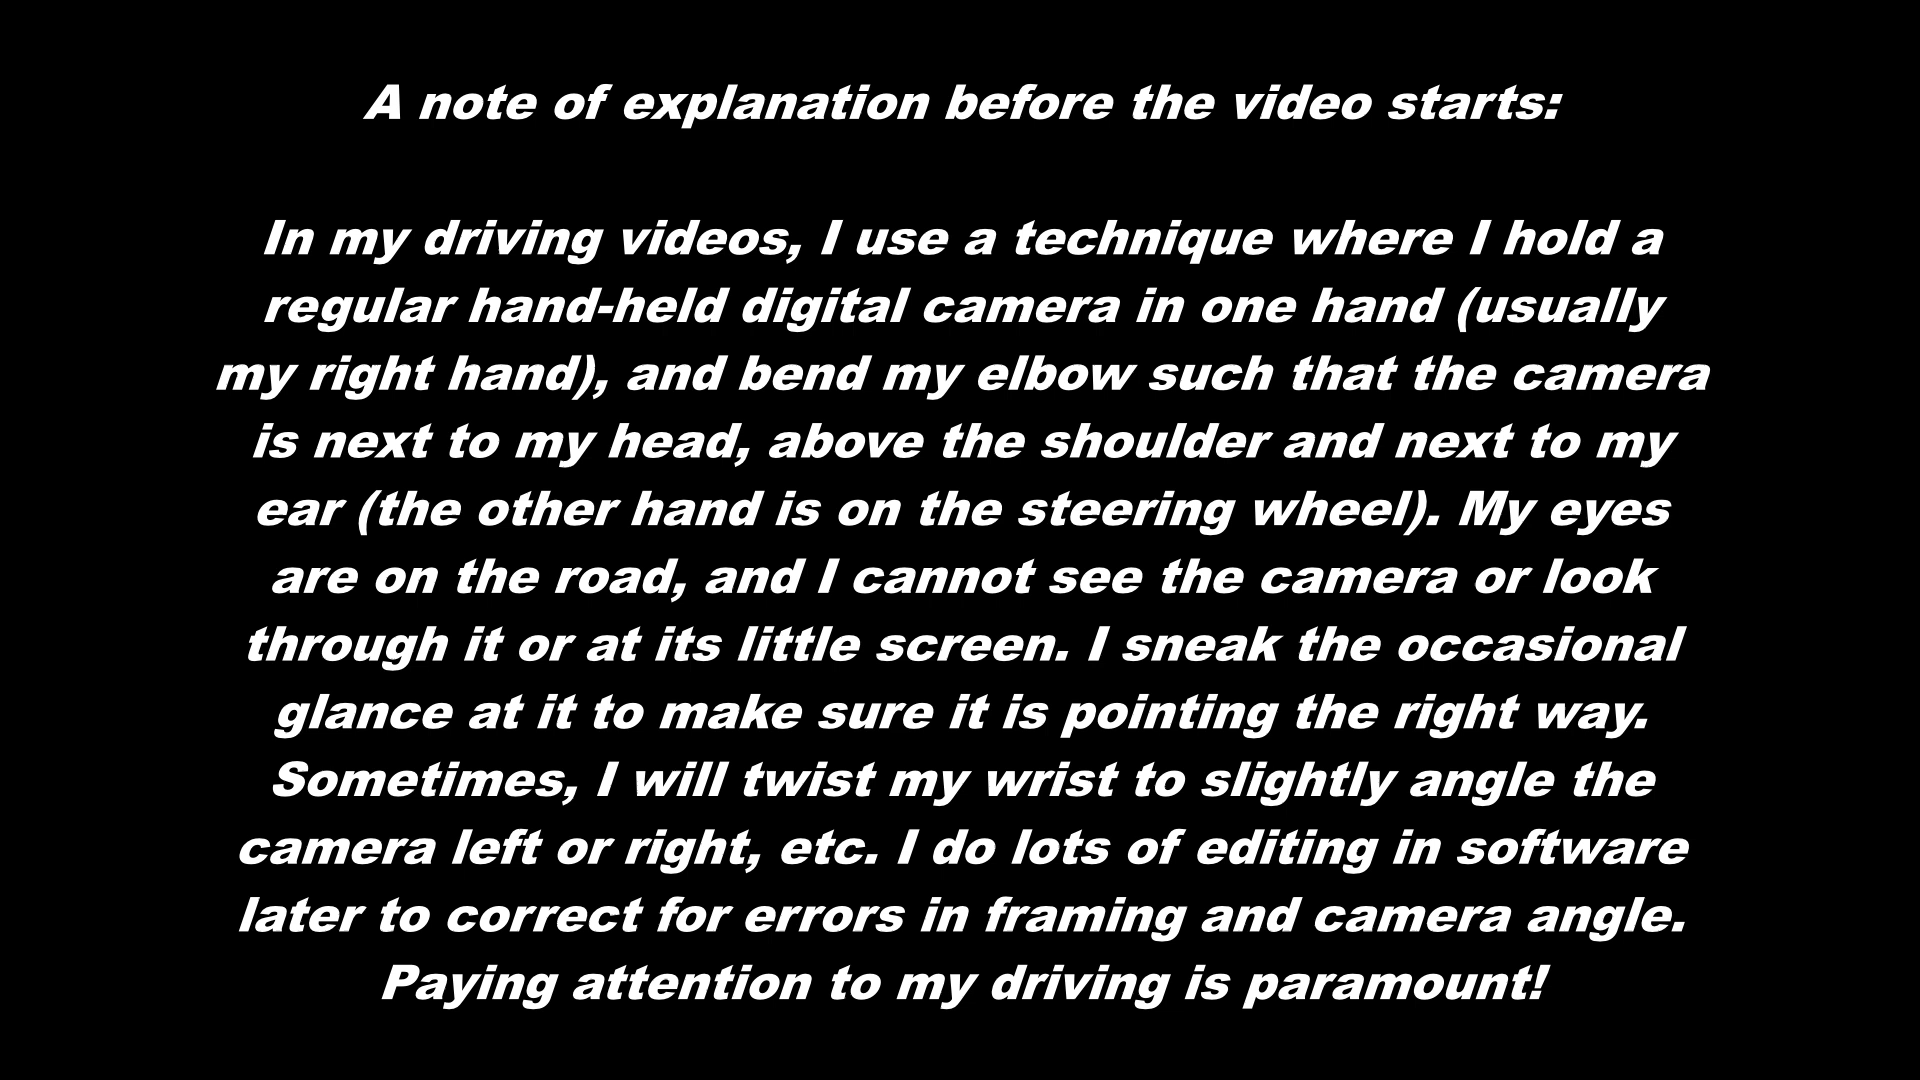 A note of explanation before the video starts:
In my driving videos, I use a technique where I hold a
regular hand-held digital camera in one hand (usually
my right hand), and bend my elbow such that the camera
is next to my head, above the shoulder and next to my
ear (the other hand is on the steering wheel). My eyes
are on the road, and I cannot see the camera or look
through it or at its little screen. I sneak the occasional
glance at it to make sure it is pointing the right way.
Sometimes, I will twist my wrist to slightly angle the
camera left or right, etc. I do lots of editing in software
later to correct for errors in framing and camera angle.
Paying attention to my driving is paramount!